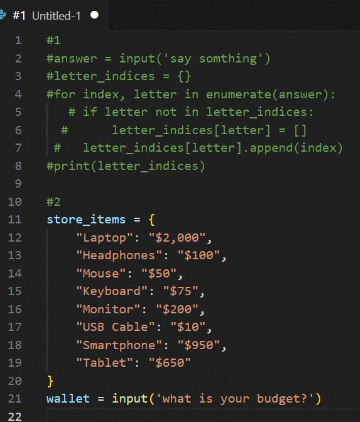 #1 Untitled-1
1 #1
2 #answer = input('say somthing')
3 #letter_indices = {}
4 #for index, letter in enumerate(answer):
5 # if letter not in letter_indices:
6 # letter_indices[letter] = []
7 # letter_indices[letter].append(index)
8 #print(letter_indices)
9
10 #2
11 store_items = {
12 "Laptop": "$2,000",
13 "Headphones": "$100",
14 "Mouse": "$50",
15 "Keyboard": "$75",
16 "Monitor": "$200",
17 "USB Cable": "$10",
18 "Smartphone": "$950",
19 "Tablet": "$650"
20 }
21 wallet = input('what is your budget?')
22